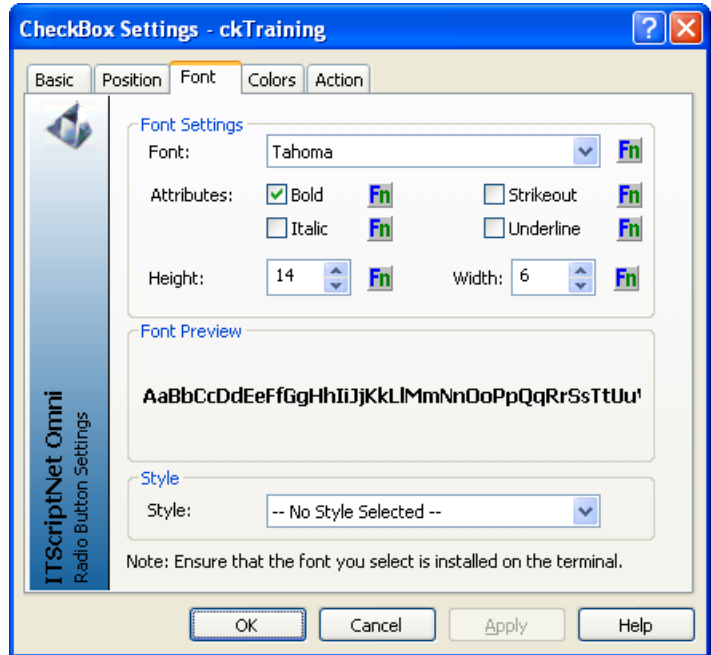 CheckBox Settings - ckTraining
Basic Position Font Colors Action
Font Settings
Font: Tahoma Fn
Attributes: Bold Fn Strikeout Fn
Italic Fn Underline Fn
Height: 14 Fn Width: 6 Fn
Font Preview
AaBbCcDdEeFfGgHhIiJjKkLlMmNnOoPpQqRrSsTtUu
Style
Style: -- No Style Selected --
Note: Ensure that the font you select is installed on the terminal.
ITScriptNet Omni
Radio Button Settings
OK Cancel Apply Help